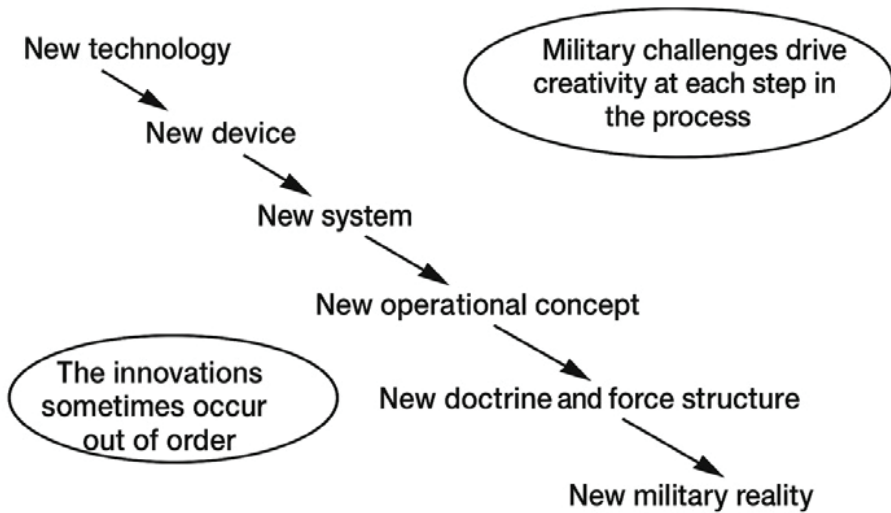 New technology
Military challenges drive
creativity at each step in
the process
New device
New system
New operational concept
The innovations
sometimes occur
out of order
New doctrine and force structure
New military reality